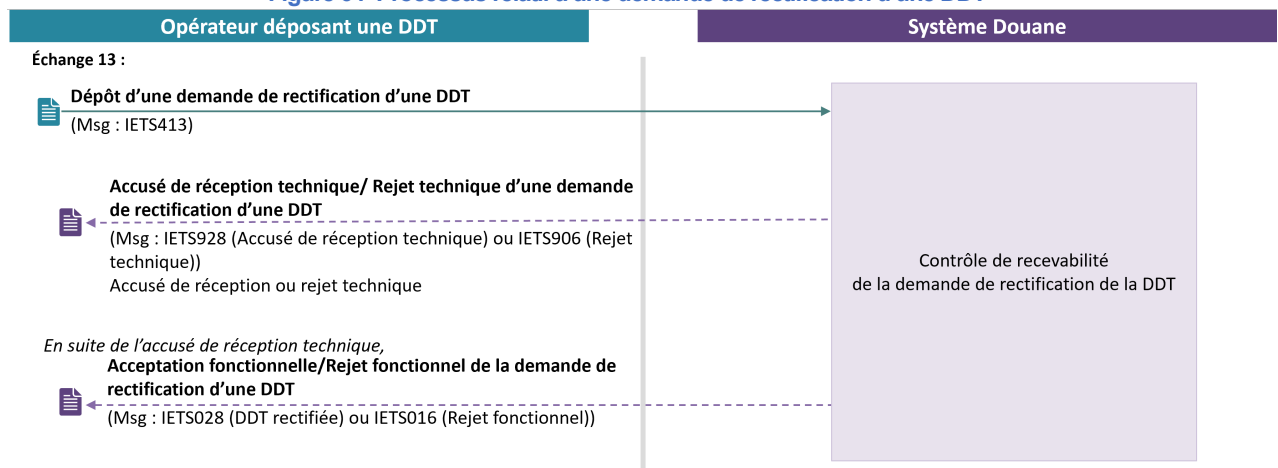 Opérateur déposant une DDT
Système Douane
Échange 13 :
Dépôt d'une demande de rectification d'une DDT
(Msg : IETS413)
Accusé de réception technique/ Rejet technique d'une demande
de rectification d'une DDT
(Msg : IETS928 (Accusé de réception technique) ou IETS906 (Rejet
technique))
Accusé de réception ou rejet technique
Contrôle de recevabilité
de la demande de rectification de la DDT
En suite de l'accusé de réception technique,
Acceptation fonctionnelle/Rejet fonctionnel de la demande de
rectification d'une DDT
(Msg : IETS028 (DDT rectifiée) ou IETS016 (Rejet fonctionnel))